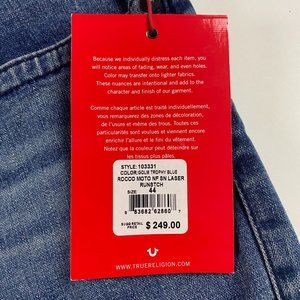 Because we individually distress each item, you
will notice areas of fading, wear, and even holes.
Color may transfer onto lighter fabrics.
These nuances are intentional and add to the
character and finish of our garment.
Comme chaque article est traité individuellement,
vous remarquerez des zones de décoloration,
de l'usure et même des trous. Toutes ces
particularités sont voulues et viennent encore
enrichir l'allure et le fini du vêtement.
Notez que la couleur peut déteindre sur
les tissus plus pâles.
STYLE: 103331
COLOR: TROPHY BLUE
ROCCO MOTO NF SN LASER
RUNSTCH
SIZE: 44
SUGG RETAIL
PRICE $249.00
WWW.TRUERELIGION.COM